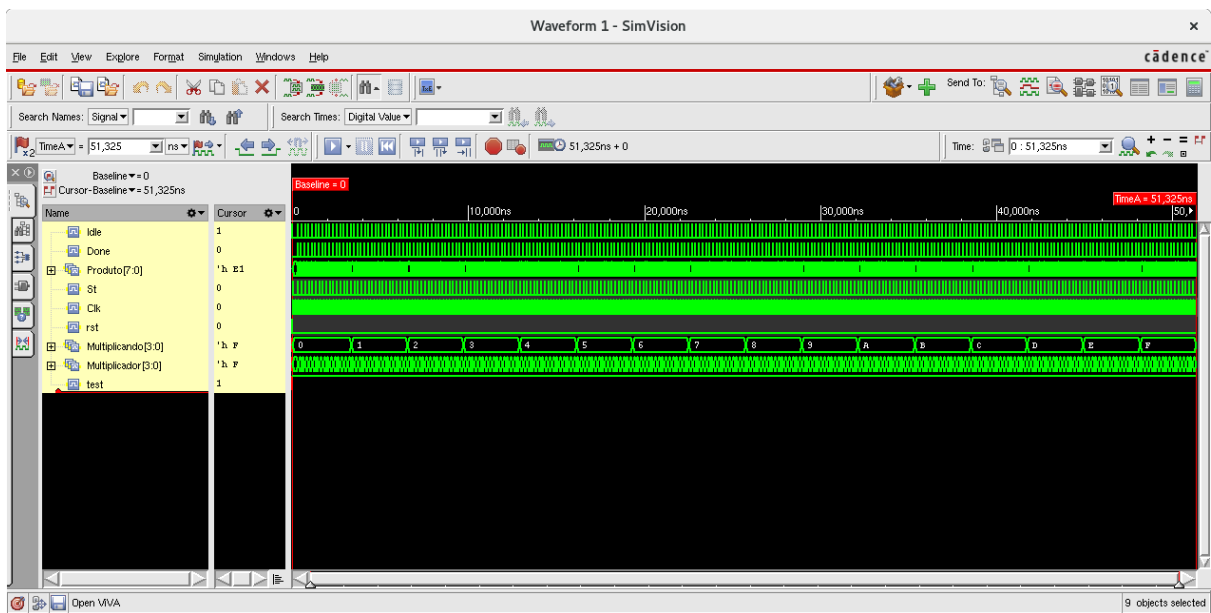 Waveform 1 - SimVision ×
File Edit View Explore Format Simulation Windows Help cādence
Send To:
Search Names: Signal Search Times: Digital Value
TimeA = 51,325 ns 51,325ns + 0 Time: 0 : 51,325ns
Baseline = 0
Cursor-Baseline = 51,325ns
Baseline = 0
TimeA = 51,325ns
Name Cursor 0 10,000ns 20,000ns 30,000ns 40,000ns 50,
Idle 1
Done 0
Produto[7:0] 'h E1
St 0
Clk 0
rst 0
Multiplicando[3:0] 'h F 0 1 2 3 4 5 6 7 8 9 A B C D E F
Multiplicador[3:0] 'h F
test 1
Open ViVA 9 objects selected